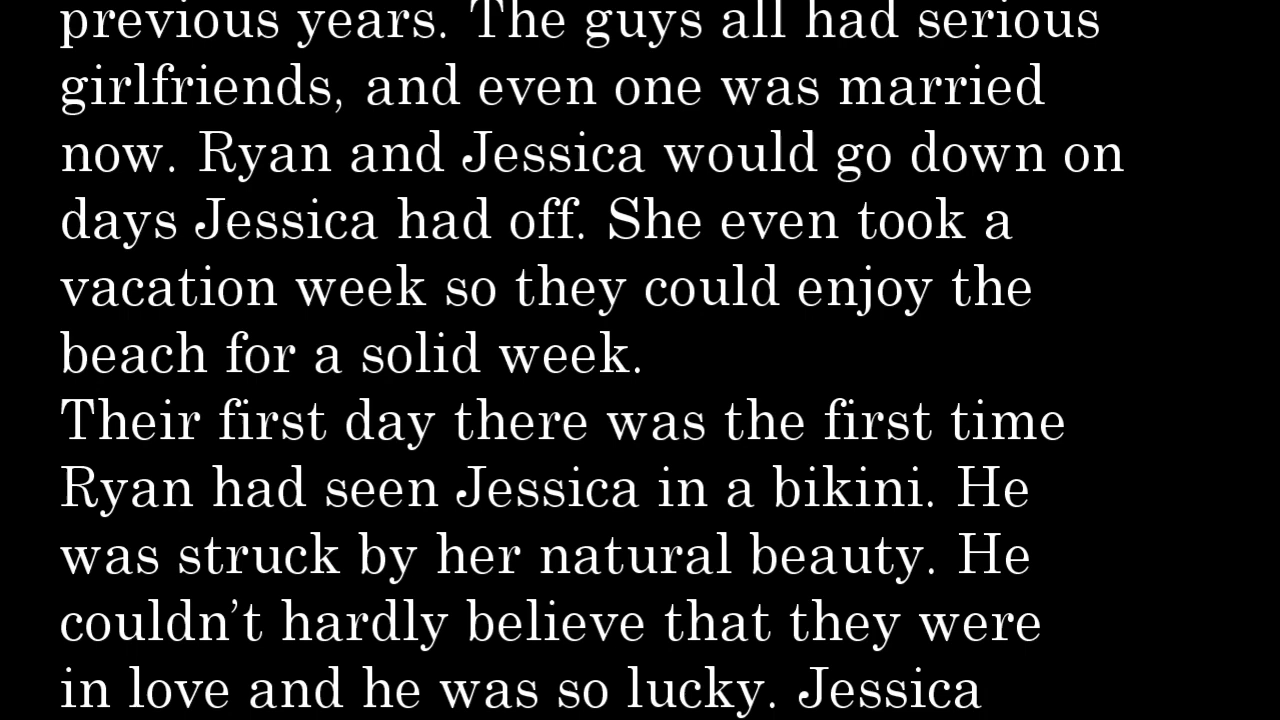 previous years. The guys all had serious
girlfriends, and even one was married
now. Ryan and Jessica would go down on
days Jessica had off. She even took a
vacation week so they could enjoy the
beach for a solid week.
Their first day there was the first time
Ryan had seen Jessica in a bikini. He
was struck by her natural beauty. He
couldn’t hardly believe that they were
in love and he was so lucky. Jessica